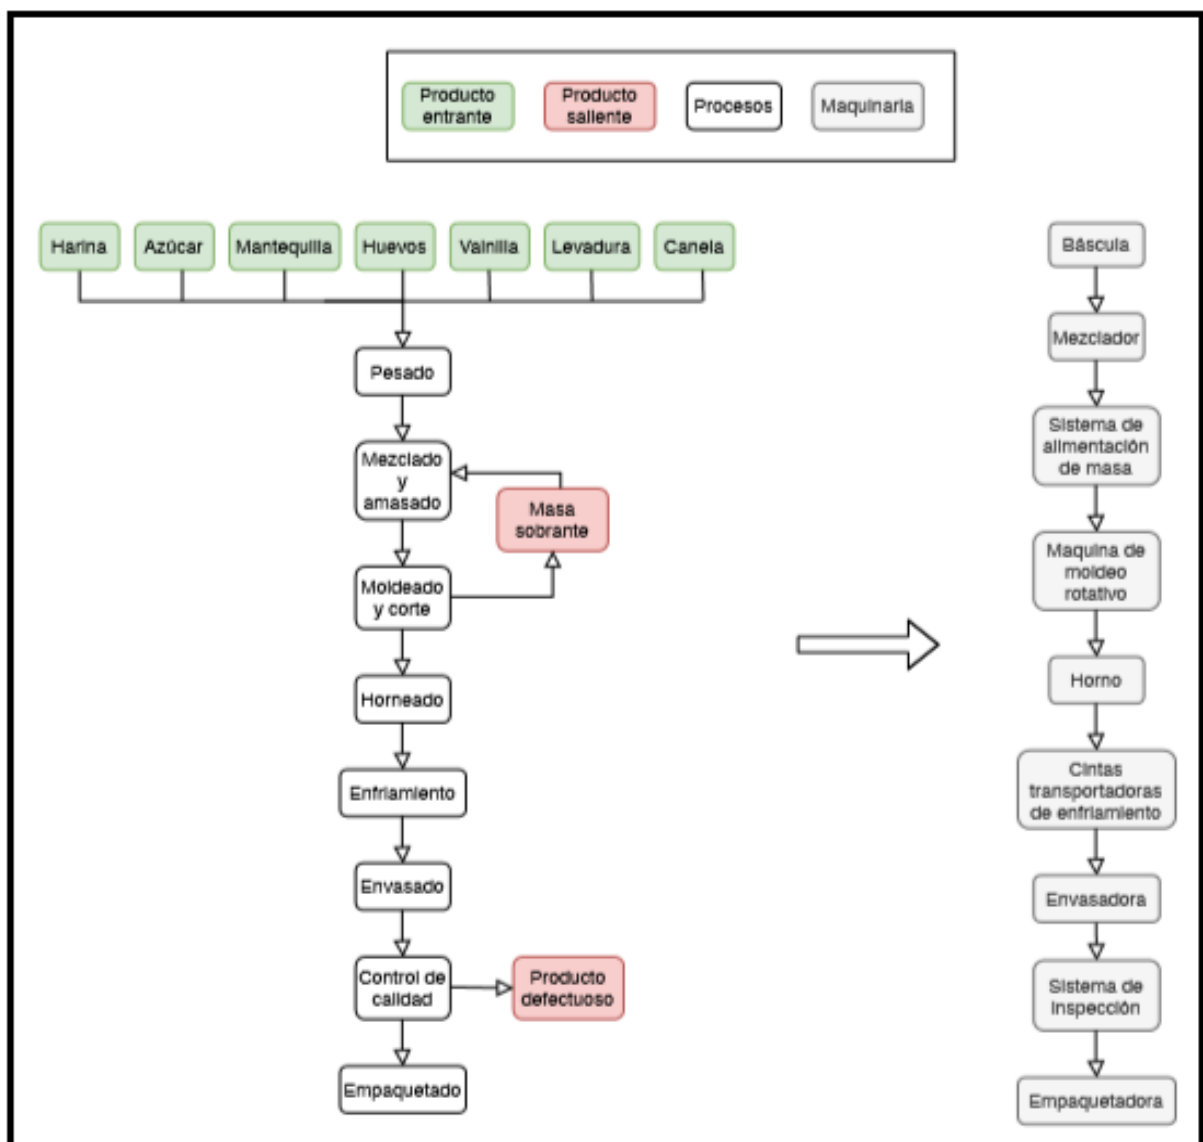 Producto
entrante
Producto
saliente
Procesos
Maquinaria
Harina
Azúcar
Mantequilla
Huevos
Vainilla
Levadura
Canela
Pesado
Mezclado
y
amasado
Masa
sobrante
Moldeado
y corte
Horneado
Enfriamiento
Envasado
Control de
calidad
Producto
defectuoso
Empaquetado
Báscula
Mezclador
Sistema de
alimentación
de masa
Maquina de
moldeo
rotativo
Horno
Cintas
transportadoras
de enfriamiento
Envasadora
Sistema de
inspección
Empaquetadora